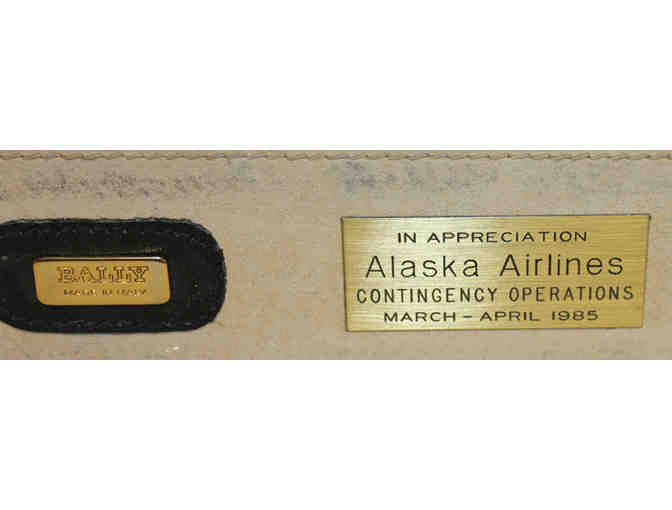 BALLY
MADE IN ITALY
IN APPRECIATION
Alaska Airlines
CONTINGENCY OPERATIONS
MARCH - APRIL 1985